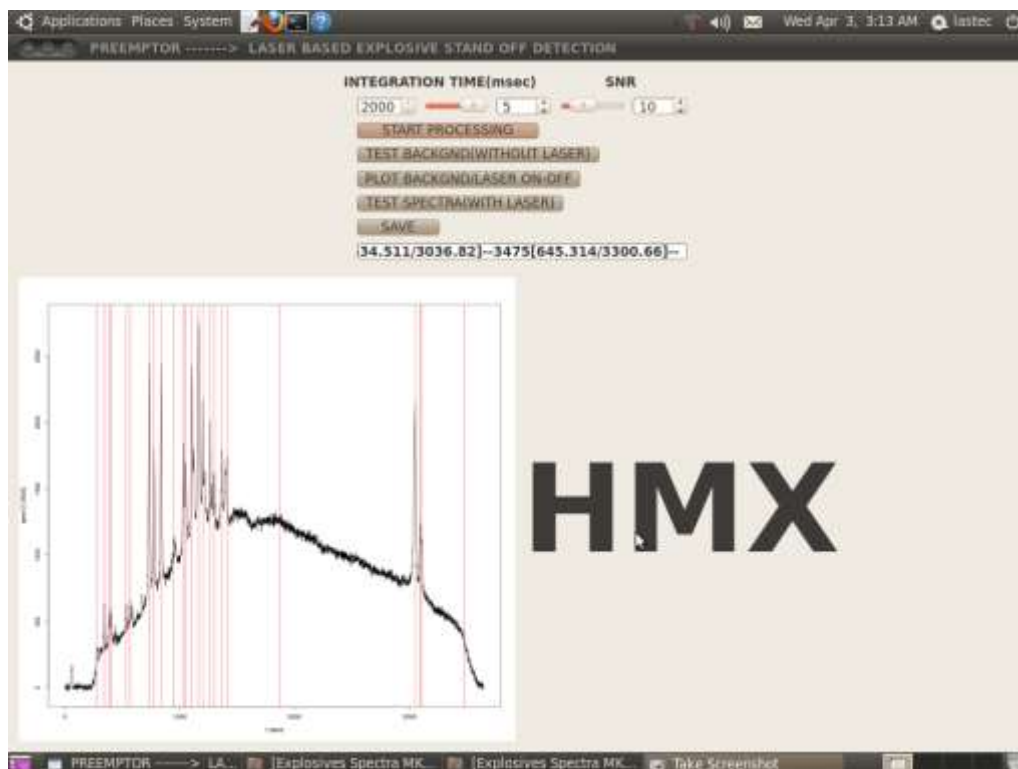 Applications Places System Wed Apr 3, 3:13 AM lastec
PREEMPTOR -------> LASER BASED EXPLOSIVE STAND OFF DETECTION
INTEGRATION TIME(msec) SNR
2000 5 10
START PROCESSING
TEST BACKGND(WITHOUT LASER)
PLOT BACKGND/LASER ON-OFF
TEST SPECTRA(WITH LASER)
SAVE
34.511/3036.82]--3475[645.314/3300.66]--
HMX
PREEMPTOR -------> LA... [Explosives Spectra MK... [Explosives Spectra MK... Take Screenshot